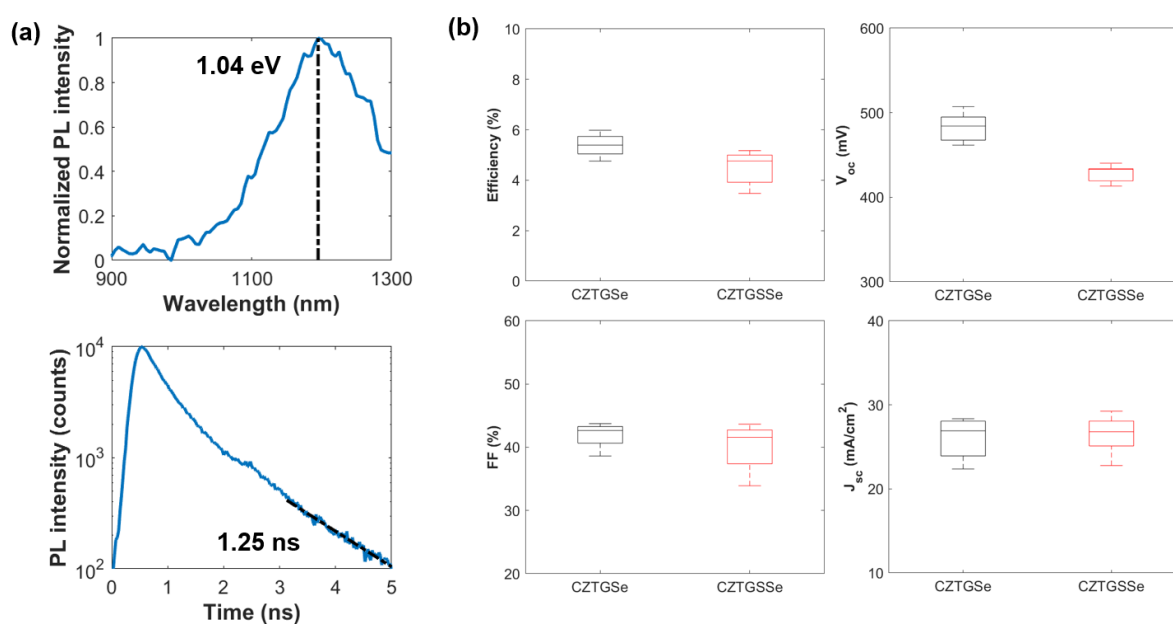 (a)
Normalized PL intensity
1
0.8
0.6
0.4
0.2
0
1.04 eV
900
1100
1300
Wavelength (nm)
PL intensity (counts)
10^4
10^3
10^2
1.25 ns
0 1 2 3 4 5
Time (ns)
(b)
Efficiency (%)
10
8
6
4
2
0
CZTGSe CZTGSSe
V_oc (mV)
600
500
400
300
CZTGSe CZTGSSe
FF (%)
60
50
40
30
20
CZTGSe CZTGSSe
J_sc (mA/cm^2)
40
30
20
10
CZTGSe CZTGSSe